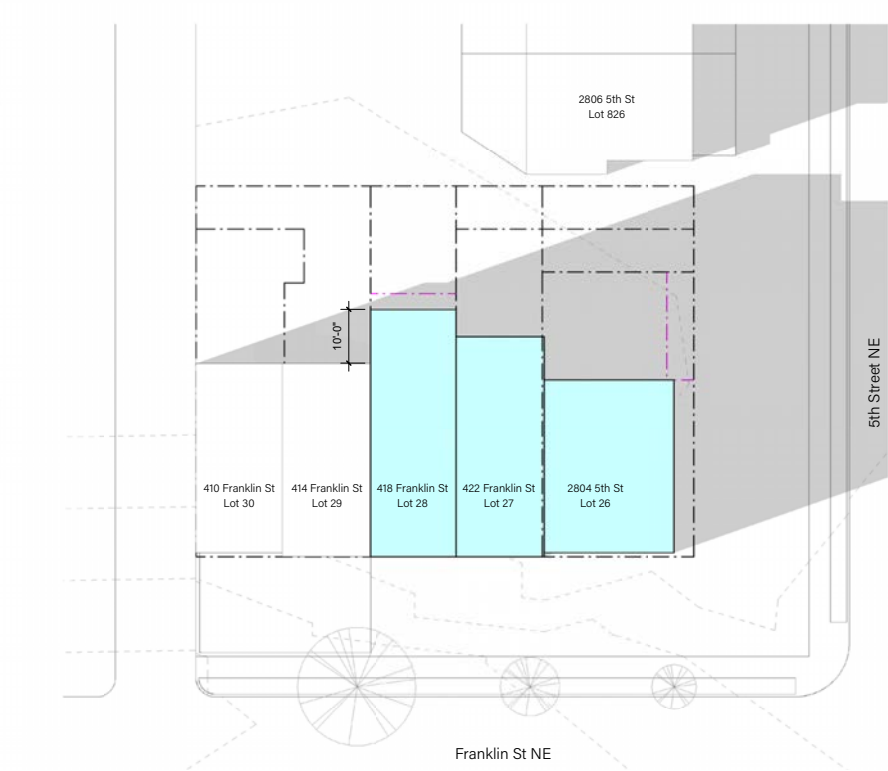 2806 5th St
Lot 826
10'-0"
5th Street NE
410 Franklin St
Lot 30
414 Franklin St
Lot 29
418 Franklin St
Lot 28
422 Franklin St
Lot 27
2804 5th St
Lot 26
Franklin St NE